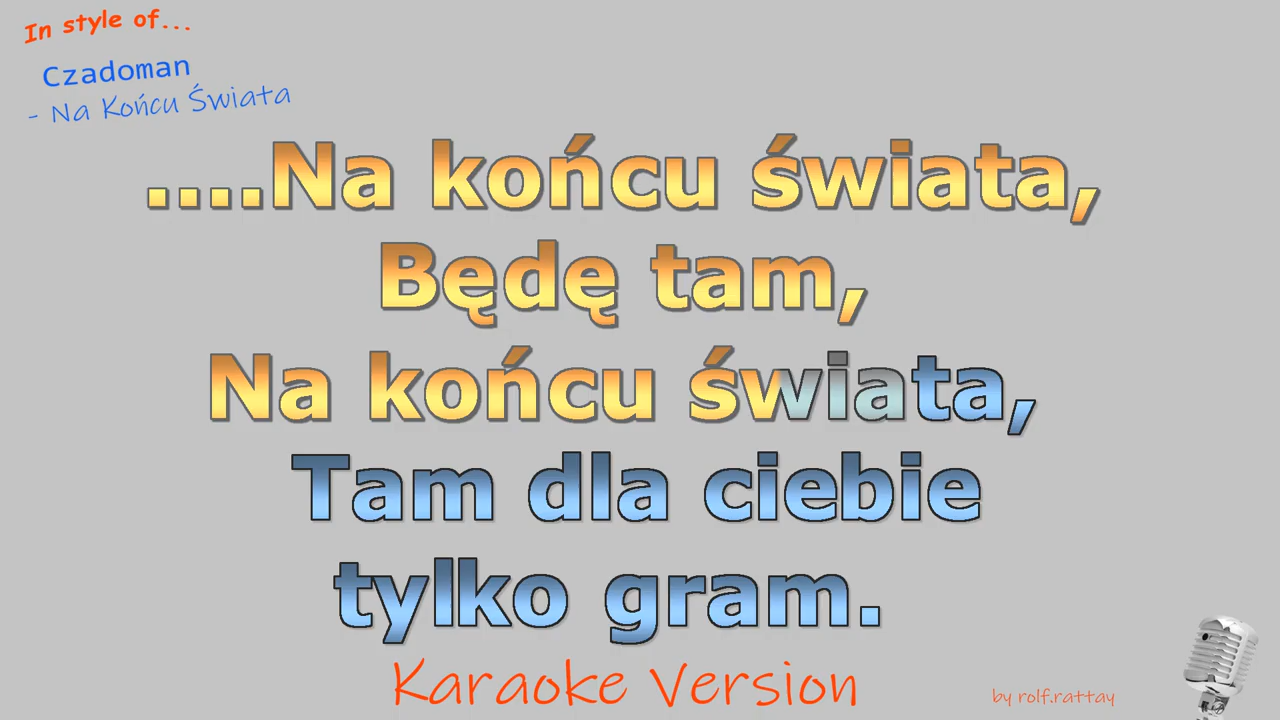 In style of...
Czadoman
- Na Końcu Świata
....Na końcu świata,
Będę tam,
Na końcu świata,
Tam dla ciebie
tylko gram.
Karaoke Version
by rolf.rattay